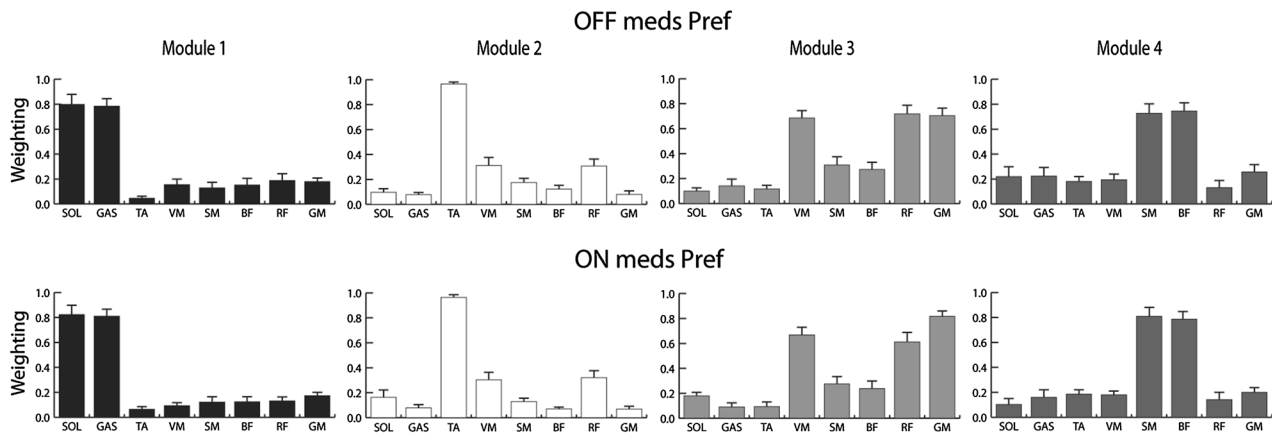 OFF meds Pref
Module 1 Module 2 Module 3 Module 4
Weighting
1.0 1.0 1.0 1.0
0.8 0.8 0.8 0.8
0.6 0.6 0.6 0.6
0.4 0.4 0.4 0.4
0.2 0.2 0.2 0.2
0.0 0.0 0.0 0.0
SOL GAS TA VM SM BF RF GM SOL GAS TA VM SM BF RF GM SOL GAS TA VM SM BF RF GM SOL GAS TA VM SM BF RF GM
ON meds Pref
Weighting
1.0 1.0 1.0 1.0
0.8 0.8 0.8 0.8
0.6 0.6 0.6 0.6
0.4 0.4 0.4 0.4
0.2 0.2 0.2 0.2
0.0 0.0 0.0 0.0
SOL GAS TA VM SM BF RF GM SOL GAS TA VM SM BF RF GM SOL GAS TA VM SM BF RF GM SOL GAS TA VM SM BF RF GM